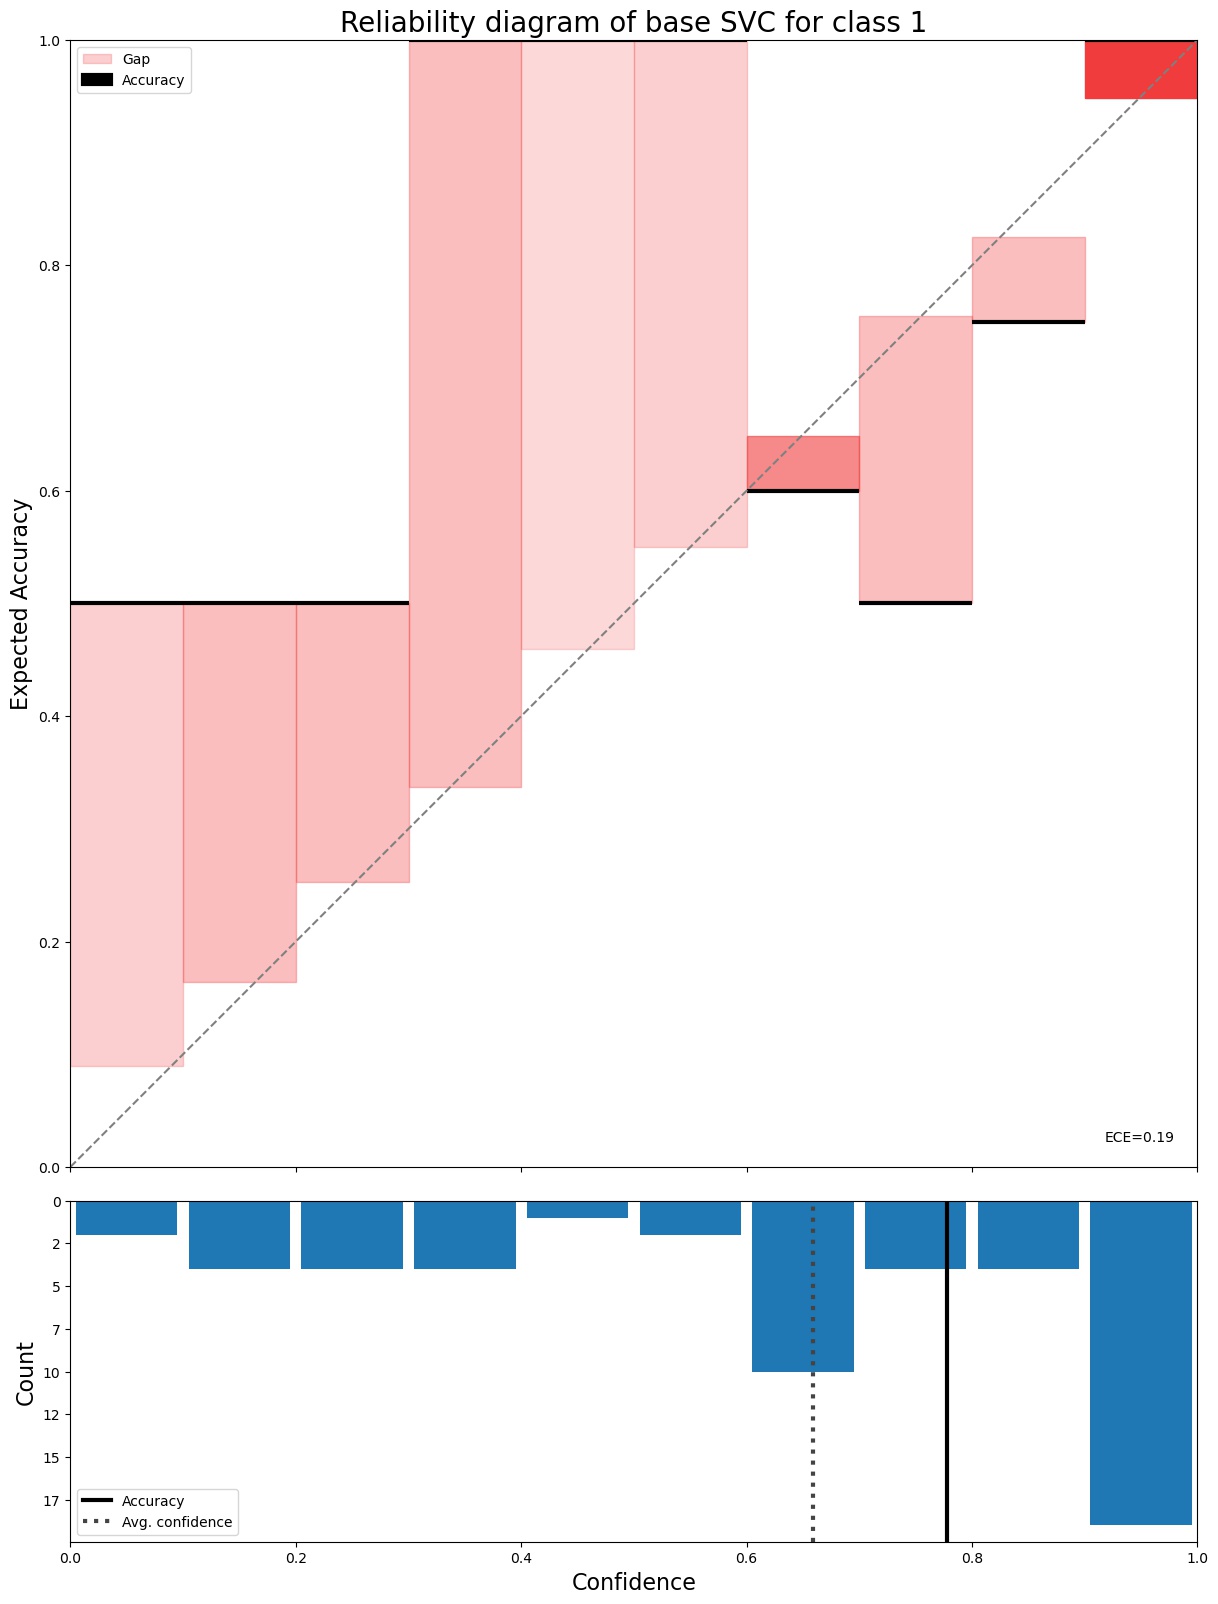 Reliability diagram of base SVC for class 1
1.0
Gap
Accuracy
0.8
0.6
Expected Accuracy
0.4
0.2
0.0
ECE=0.19
0
2
5
7
10
12
15
17
Count
Accuracy
Avg. confidence
0.0 0.2 0.4 0.6 0.8 1.0
Confidence